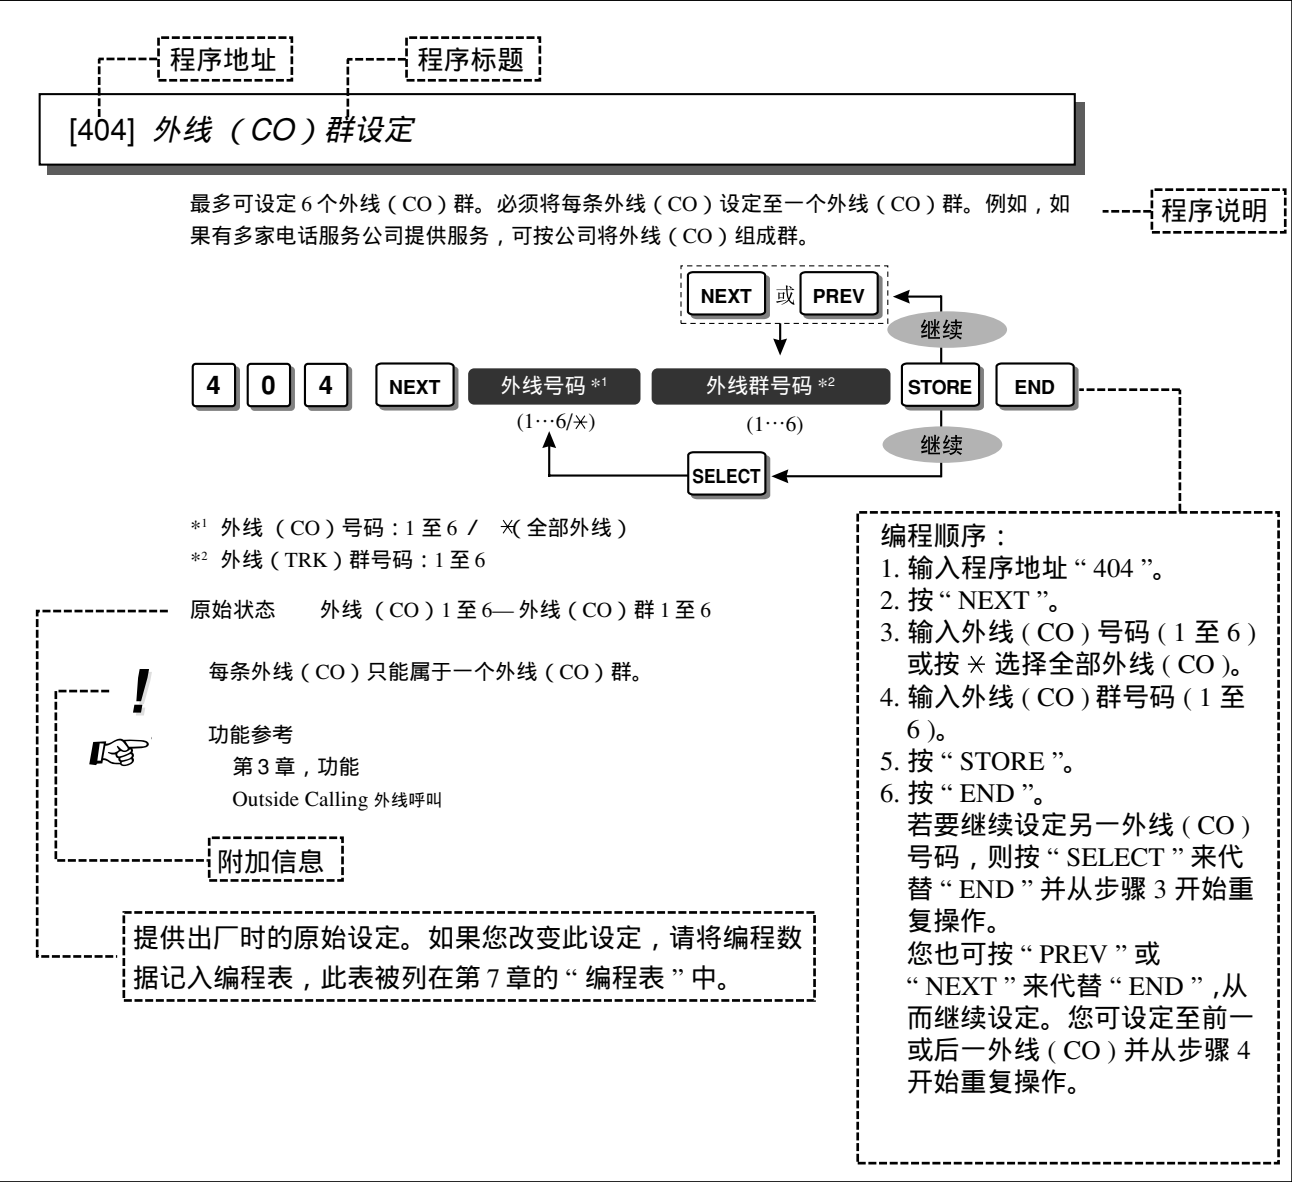 程序地址 程序标题
[404] 外线 （CO）群设定
最多可设定6个外线（CO）群。必须将每条外线（CO）设定至一个外线（CO）群。例如，如
果有多家电话服务公司提供服务，可按公司将外线（CO）组成群。
程序说明
NEXT 或 PREV
继续
4 0 4 NEXT 外线号码 *1 外线群号码 *2 STORE END
(1···6/✳) (1···6)
继续
SELECT
*1 外线 （CO）号码：1 至 6 / ✳(全部外线）
*2 外线（TRK）群号码：1 至 6
原始状态 外线 （CO）1 至 6— 外线（CO）群 1 至 6
! 每条外线（CO）只能属于一个外线（CO）群。
功能参考
第3章，功能
Outside Calling 外线呼叫
附加信息
提供出厂时的原始设定。如果您改变此设定，请将编程数
据记入编程表，此表被列在第7章的“编程表”中。
编程顺序：
1. 输入程序地址“404”。
2. 按“NEXT”。
3. 输入外线（CO）号码（1 至 6）
或按 ✳ 选择全部外线（CO）。
4. 输入外线（CO）群号码（1 至
6）。
5. 按“STORE”。
6. 按“END”。
若要继续设定另一外线（CO）
号码，则按“SELECT”来代
替“END”并从步骤 3 开始重
复操作。
您也可按“PREV”或
“NEXT”来代替“END”,从
而继续设定。您可设定至前一
或后一外线（CO）并从步骤 4
开始重复操作。